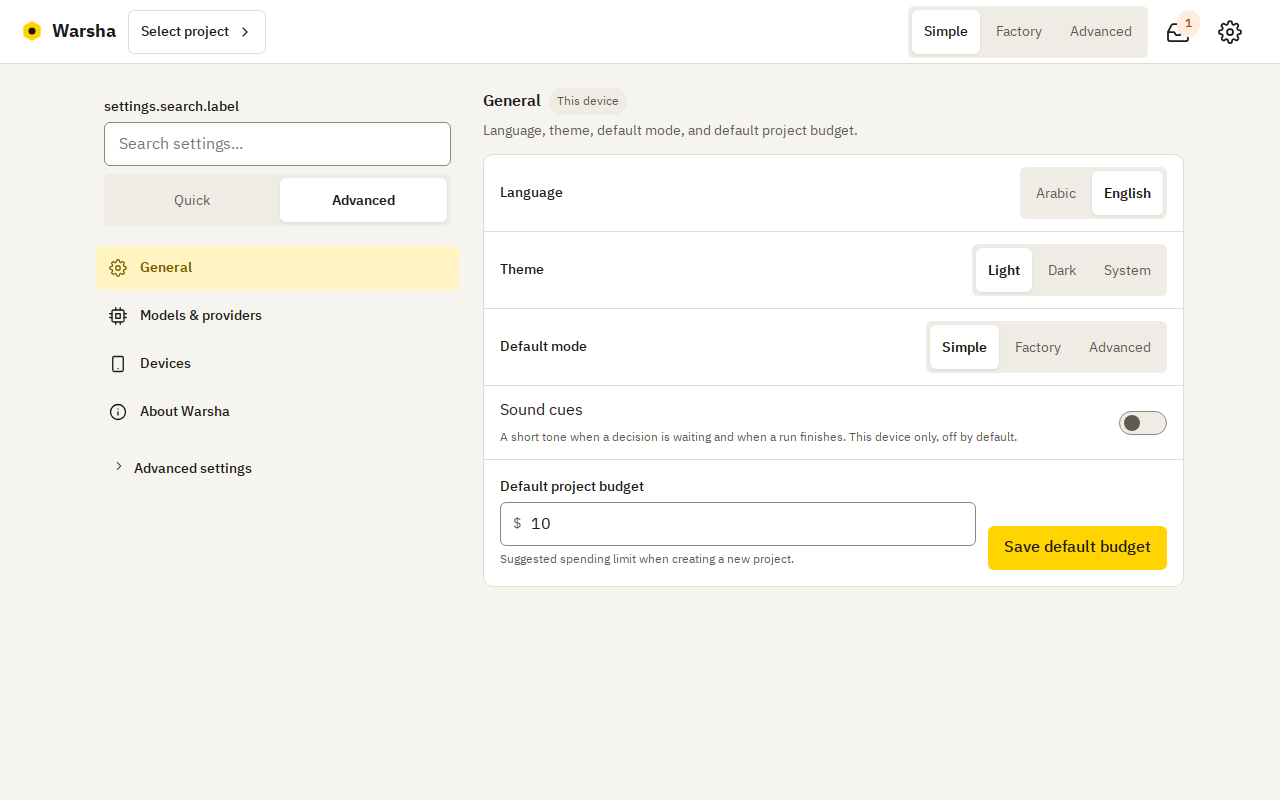 Warsha
Select project
Simple Factory Advanced
1
settings.search.label
Search settings...
Quick Advanced
General
Models & providers
Devices
About Warsha
Advanced settings
General This device
Language, theme, default mode, and default project budget.
Language
Arabic English
Theme
Light Dark System
Default mode
Simple Factory Advanced
Sound cues
A short tone when a decision is waiting and when a run finishes. This device only, off by default.
Default project budget
$ 10
Save default budget
Suggested spending limit when creating a new project.